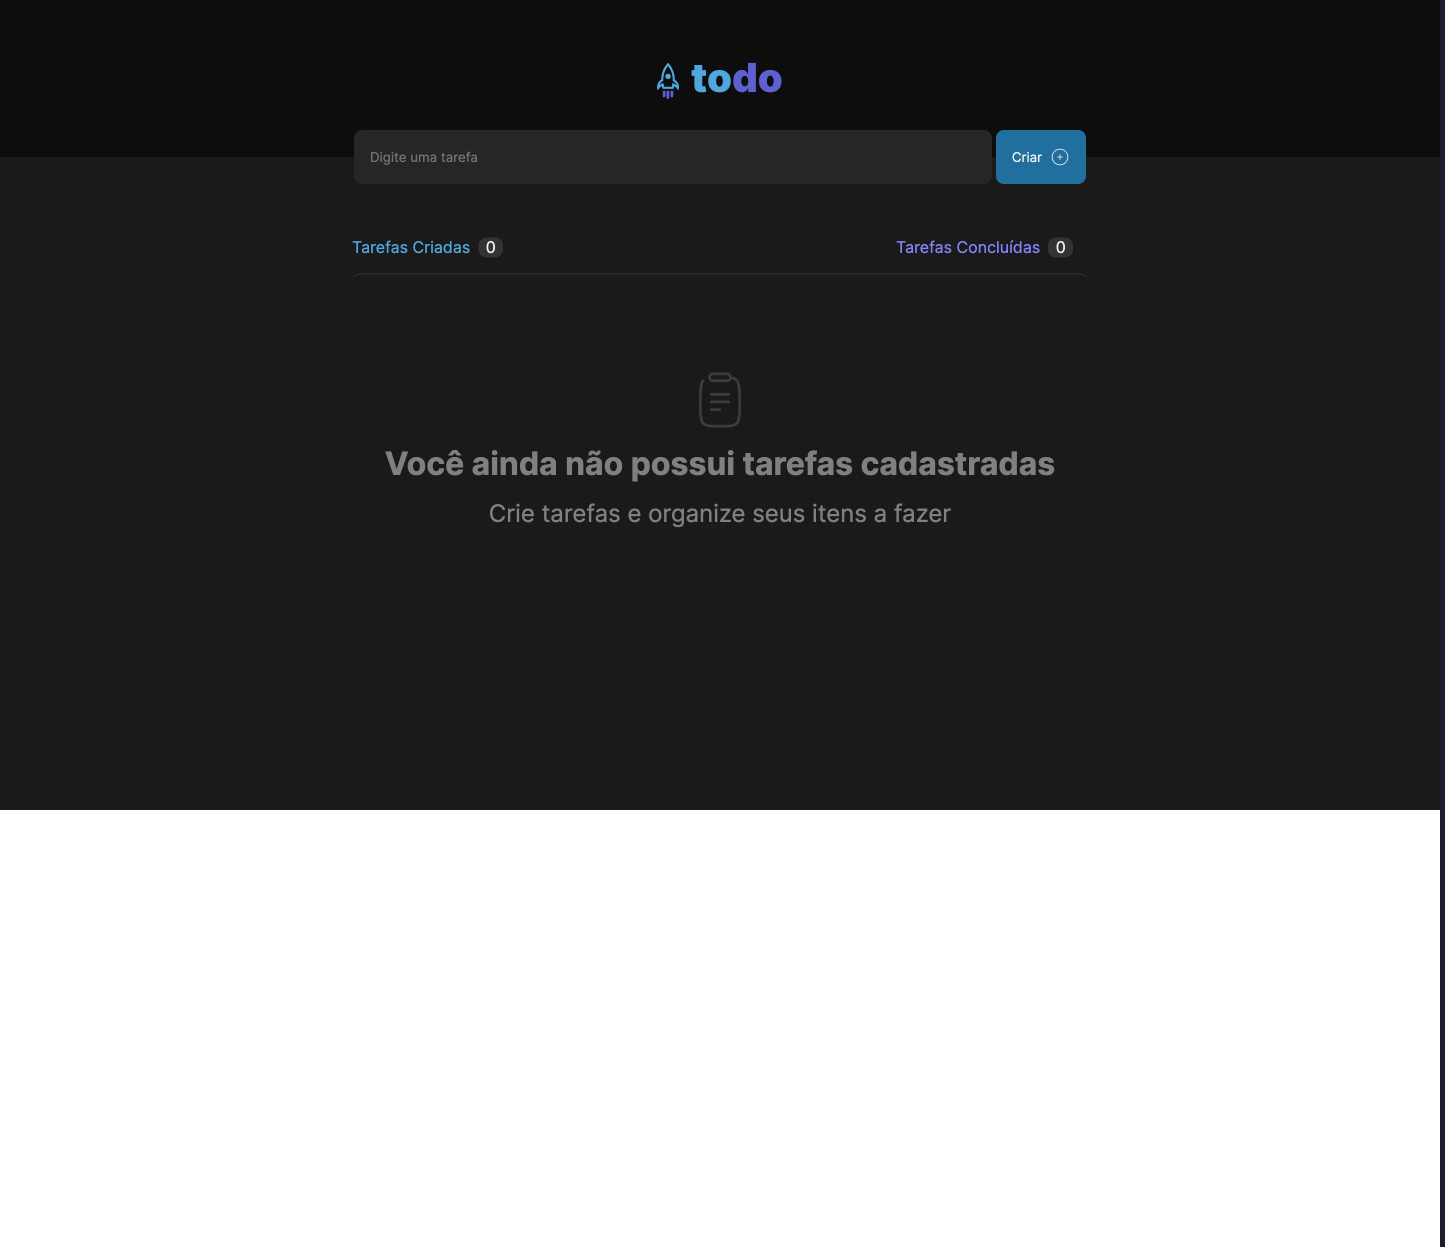 todo
Digite uma tarefa
Criar
Tarefas Criadas 0
Tarefas Concluídas 0
Você ainda não possui tarefas cadastradas
Crie tarefas e organize seus itens a fazer